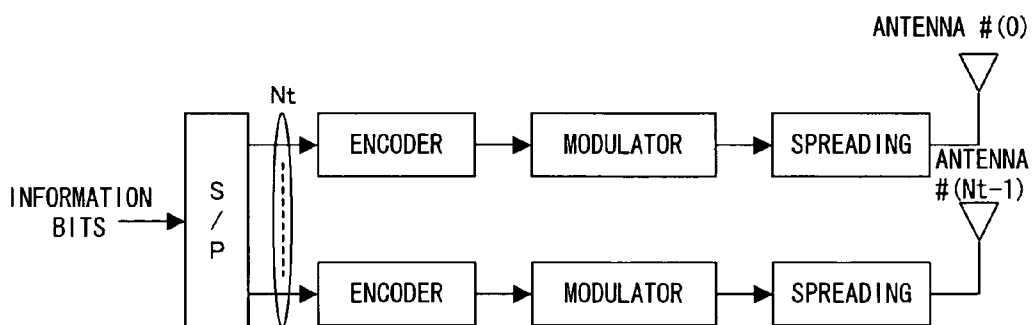 ANTENNA #(0)
Nt
ENCODER
MODULATOR
SPREADING
ANTENNA
#(Nt-1)
S
/
P
INFORMATION
BITS
ENCODER
MODULATOR
SPREADING